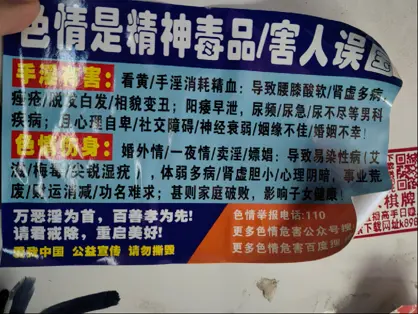 色情是精神毒品/害人误国
手淫有害：看黄/手淫消耗精血：导致腰膝酸软/肾虚多病
痤疮/脱发白发/相貌变丑；阳痿早泄，尿频/尿急/尿不尽等男科
疾病；且心理自卑/社交障碍/神经衰弱/姻缘不佳/婚姻不幸！
色情伤身：婚外情/一夜情/卖淫/嫖娼：导致易染性病（艾
滋/梅毒/尖锐湿疣），体弱多病/肾虚胆小/心理阴暗、事业荒
废/财运消减/功名难求；甚则家庭破败，影响子女健康！
万恶淫为首，百善孝为先！
请君戒除，重启美好！
中国 公益宣传 请勿撕毁
色情举报电话：110
更多色情危害公众号搜
更多色情危害百度搜
棋牌